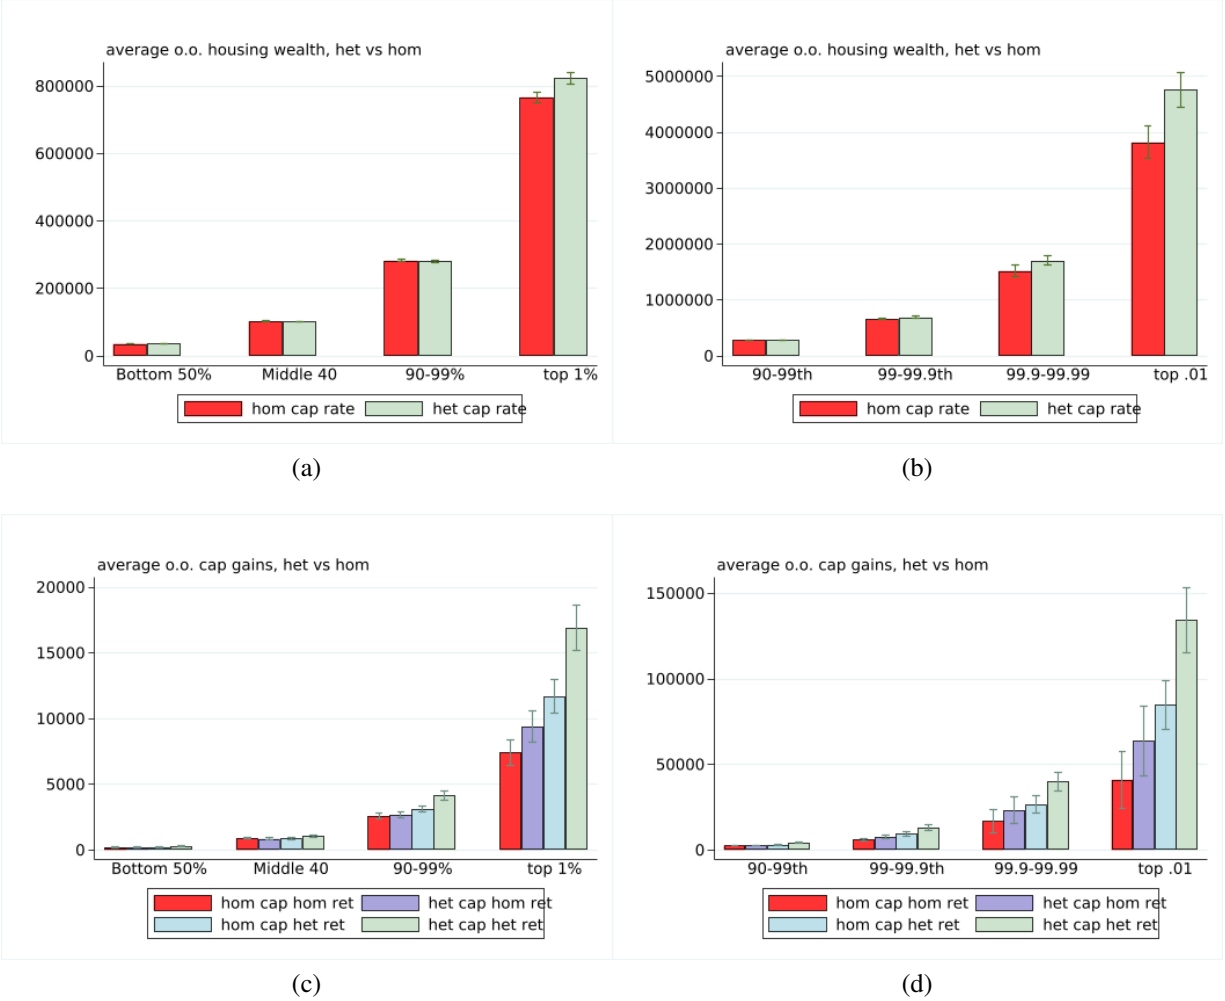 average o.o. housing wealth, het vs hom
800000
600000
400000
200000
0
Bottom 50% Middle 40 90-99% top 1%
hom cap rate het cap rate
(a)
average o.o. housing wealth, het vs hom
5000000
4000000
3000000
2000000
1000000
0
90-99th 99-99.9th 99.9-99.99 top .01
hom cap rate het cap rate
(b)
average o.o. cap gains, het vs hom
20000
15000
10000
5000
0
Bottom 50% Middle 40 90-99% top 1%
hom cap hom ret het cap hom ret
hom cap het ret het cap het ret
(c)
average o.o. cap gains, het vs hom
150000
100000
50000
0
90-99th 99-99.9th 99.9-99.99 top .01
hom cap hom ret het cap hom ret
hom cap het ret het cap het ret
(d)